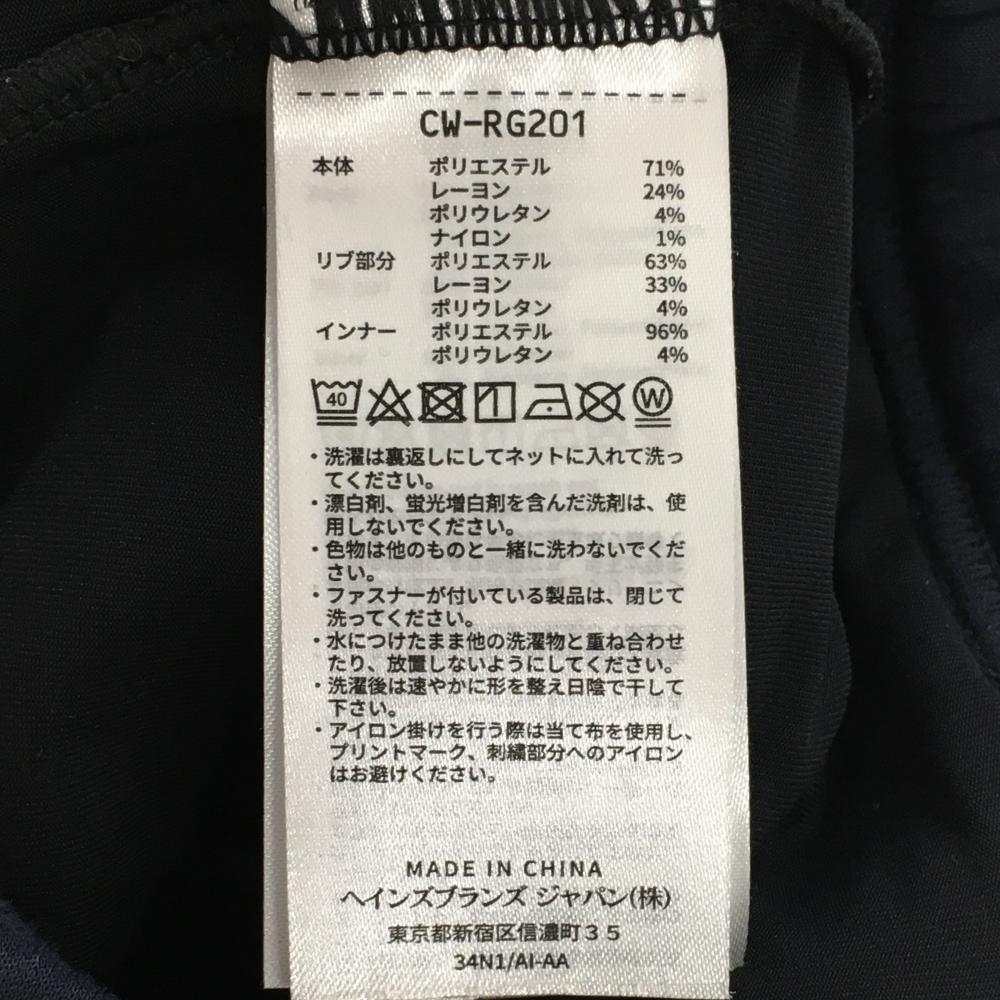 CW-RG201
本体 ポリエステル 71%
レーヨン 24%
ポリウレタン 4%
ナイロン 1%
リブ部分 ポリエステル 63%
レーヨン 33%
ポリウレタン 4%
インナー ポリエステル 96%
ポリウレタン 4%
40 W
・洗濯は裏返しにしてネットに入れて洗っ
てください。
・漂白剤、蛍光増白剤を含んだ洗剤は、使
用しないでください。
・色物は他のものと一緒に洗わないでくだ
さい。
・ファスナーが付いている製品は、閉じて
洗ってください。
・水につけたまま他の洗濯物と重ね合わせ
たり、放置しないようにしてください。
・洗濯後は速やかに形を整え日陰で干して
下さい。
・アイロン掛けを行う際は当て布を使用し、
プリントマーク、刺繍部分へのアイロン
はお避けください。
MADE IN CHINA
ヘインズブランズ ジャパン(株)
東京都新宿区信濃町35
34N1/AI-AA